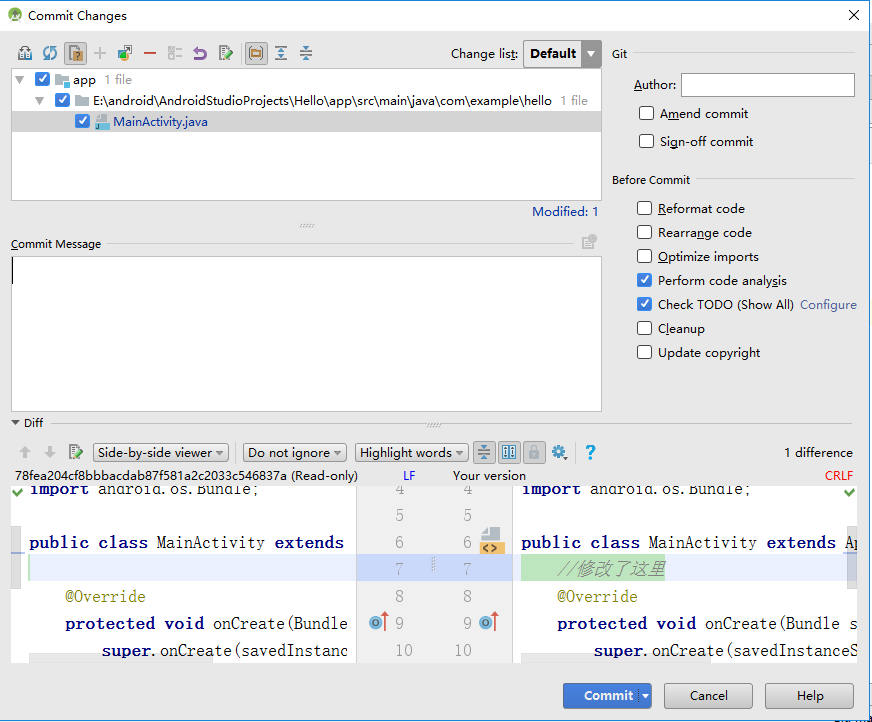 Commit Changes
Change list: Default
app 1 file
E:\android\AndroidStudioProjects\Hello\app\src\main\java\com\example\hello 1 file
MainActivity.java
Modified: 1
Git
Author:
Amend commit
Sign-off commit
Before Commit
Reformat code
Rearrange code
Optimize imports
Perform code analysis
Check TODO (Show All) Configure
Cleanup
Update copyright
Commit Message
Diff
Side-by-side viewer Do not ignore Highlight words ? 1 difference
78fea204cf8bbbacdab87f581a2c2033c546837a (Read-only) LF Your version CRLF
import android.os.Bundle; 4 4 import android.os.Bundle;
5 5
public class MainActivity extends 6 6 public class MainActivity extends Ap
7 7 //修改了这里
@Override 8 8 @Override
protected void onCreate(Bundle 9 9 protected void onCreate(Bundle s
super.onCreate(savedInstanc 10 10 super.onCreate(savedInstanceS
Commit Cancel Help